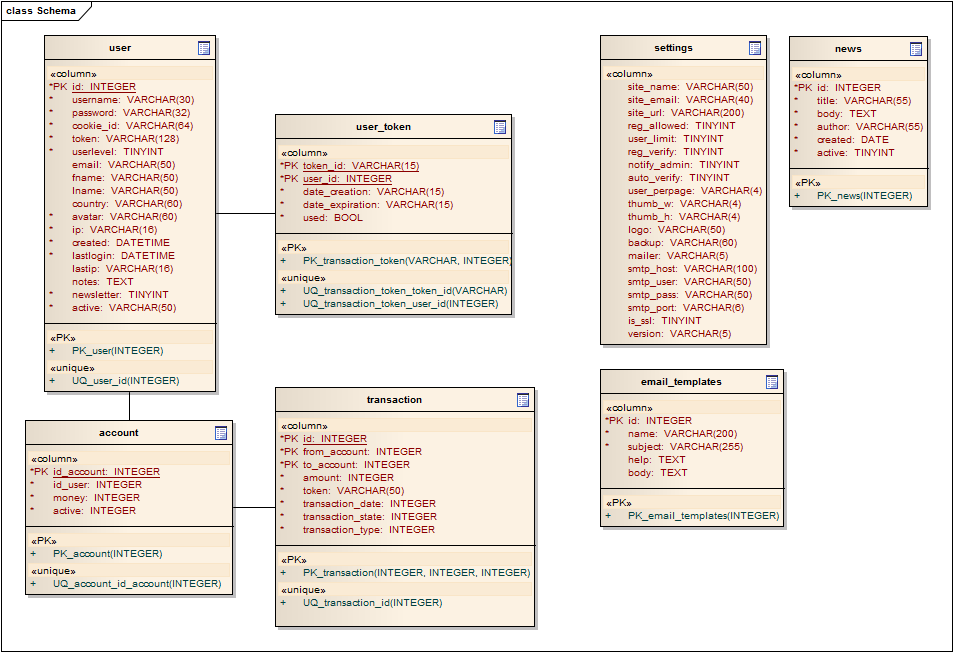 class Schema
user
«column»
*PK id: INTEGER
* username: VARCHAR(30)
* password: VARCHAR(32)
* cookie_id: VARCHAR(64)
* token: VARCHAR(128)
* userlevel: TINYINT
email: VARCHAR(50)
fname: VARCHAR(50)
lname: VARCHAR(50)
country: VARCHAR(60)
* avatar: VARCHAR(60)
* ip: VARCHAR(16)
* created: DATETIME
* lastlogin: DATETIME
lastip: VARCHAR(16)
notes: TEXT
* newsletter: TINYINT
* active: VARCHAR(50)
«PK»
+ PK_user(INTEGER)
«unique»
+ UQ_user_id(INTEGER)
user_token
«column»
*PK token_id: VARCHAR(15)
*PK user_id: INTEGER
* date_creation: VARCHAR(15)
* date_expiration: VARCHAR(15)
* used: BOOL
«PK»
+ PK_transaction_token(VARCHAR, INTEGER)
«unique»
+ UQ_transaction_token_token_id(VARCHAR)
+ UQ_transaction_token_user_id(INTEGER)
settings
«column»
site_name: VARCHAR(50)
site_email: VARCHAR(40)
site_url: VARCHAR(200)
reg_allowed: TINYINT
user_limit: TINYINT
reg_verify: TINYINT
notify_admin: TINYINT
auto_verify: TINYINT
user_perpage: VARCHAR(4)
thumb_w: VARCHAR(4)
thumb_h: VARCHAR(4)
logo: VARCHAR(50)
backup: VARCHAR(60)
mailer: VARCHAR(5)
smtp_host: VARCHAR(100)
smtp_user: VARCHAR(50)
smtp_pass: VARCHAR(50)
smtp_port: VARCHAR(6)
is_ssl: TINYINT
version: VARCHAR(5)
news
«column»
*PK id: INTEGER
* title: VARCHAR(55)
* body: TEXT
* author: VARCHAR(55)
* created: DATE
* active: TINYINT
«PK»
+ PK_news(INTEGER)
account
«column»
*PK id_account: INTEGER
* id_user: INTEGER
* money: INTEGER
* active: INTEGER
«PK»
+ PK_account(INTEGER)
«unique»
+ UQ_account_id_account(INTEGER)
transaction
«column»
*PK id: INTEGER
*PK from_account: INTEGER
*PK to_account: INTEGER
* amount: INTEGER
* token: VARCHAR(50)
* transaction_date: INTEGER
* transaction_state: INTEGER
* transaction_type: INTEGER
«PK»
+ PK_transaction(INTEGER, INTEGER, INTEGER)
«unique»
+ UQ_transaction_id(INTEGER)
email_templates
«column»
*PK id: INTEGER
* name: VARCHAR(200)
* subject: VARCHAR(255)
help: TEXT
body: TEXT
«PK»
+ PK_email_templates(INTEGER)